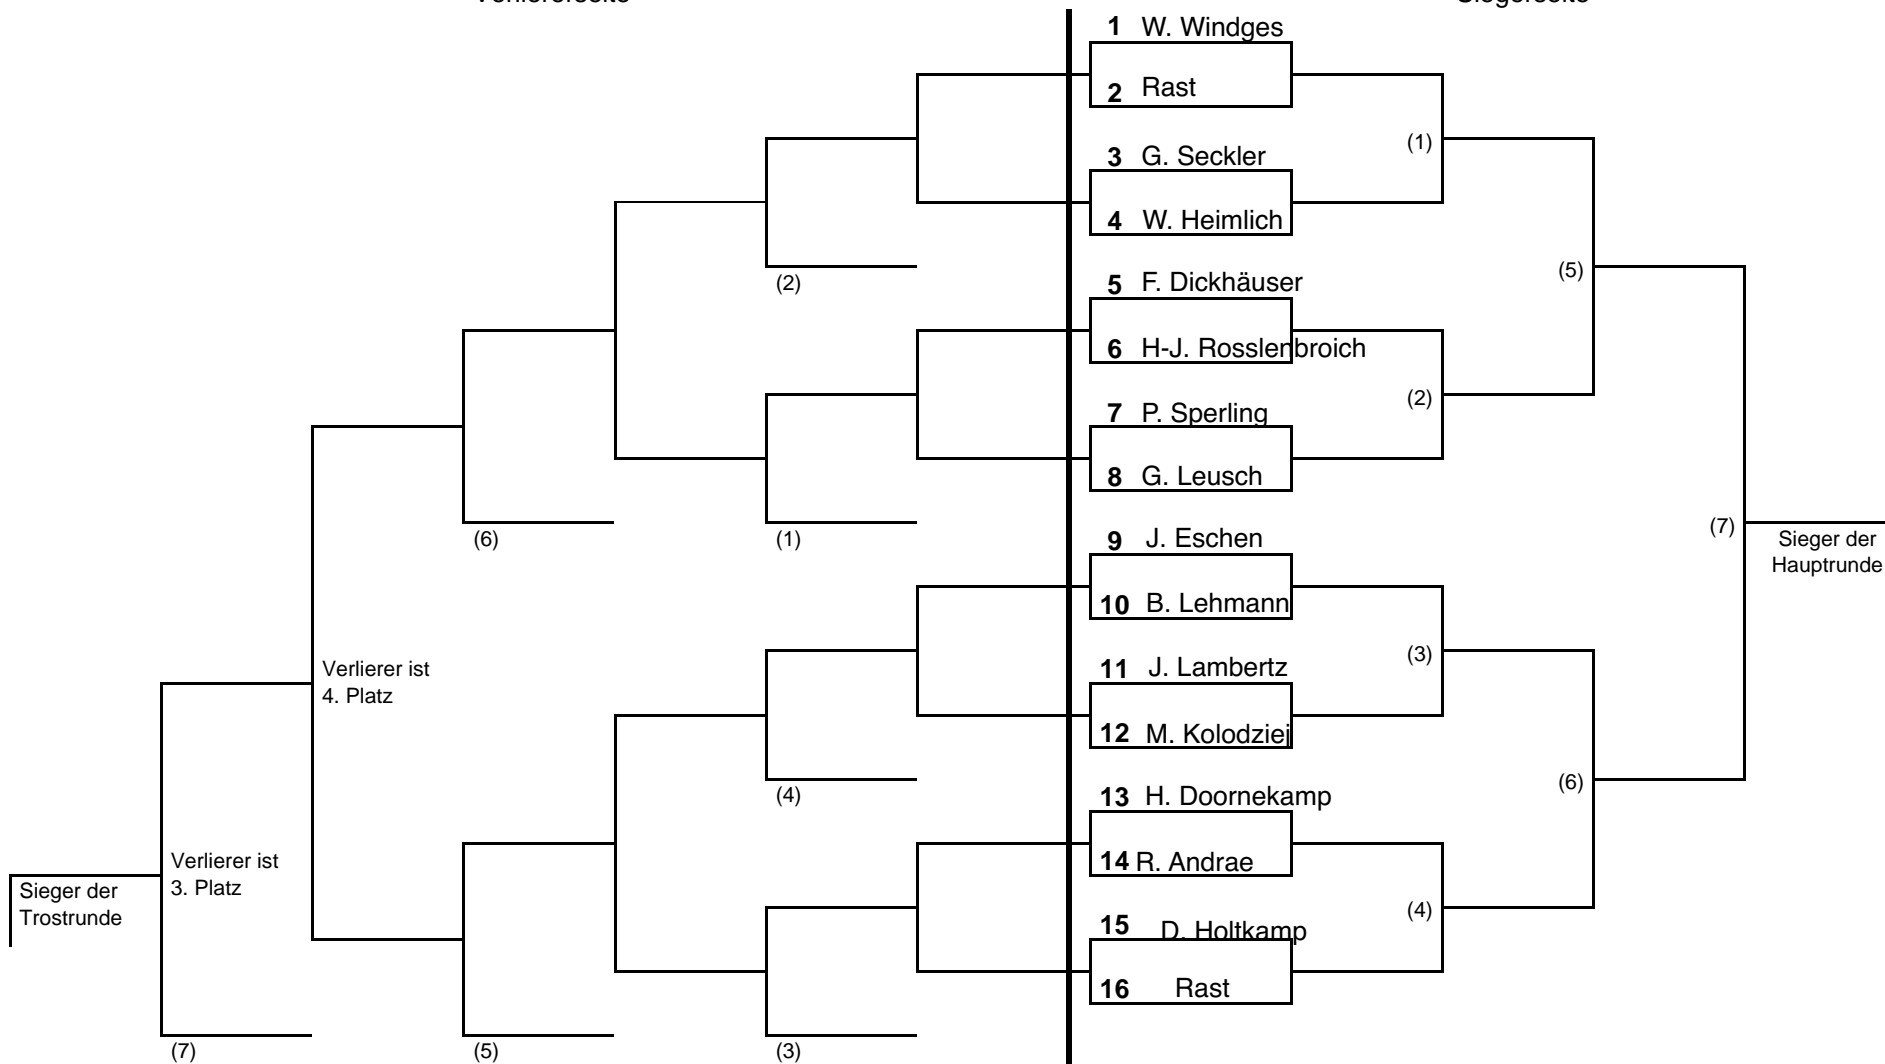 Verliererseite
Siegerseite
1 W. Windges
2 Rast
3 G. Seckler
4 W. Heimlich
5 F. Dickhäuser
6 H-J. Rosslenbroich
7 P. Sperling
8 G. Leusch
9 J. Eschen
10 B. Lehmann
11 J. Lambertz
12 M. Kolodziej
13 H. Doornekamp
14 R. Andrae
15 D. Holtkamp
16 Rast
(1)
(2)
(3)
(4)
(5)
(6)
(7)
Sieger der
Hauptrunde
(2)
(1)
(4)
(3)
(6)
(5)
Verlierer ist
4. Platz
Verlierer ist
3. Platz
(7)
Sieger der
Trostrunde